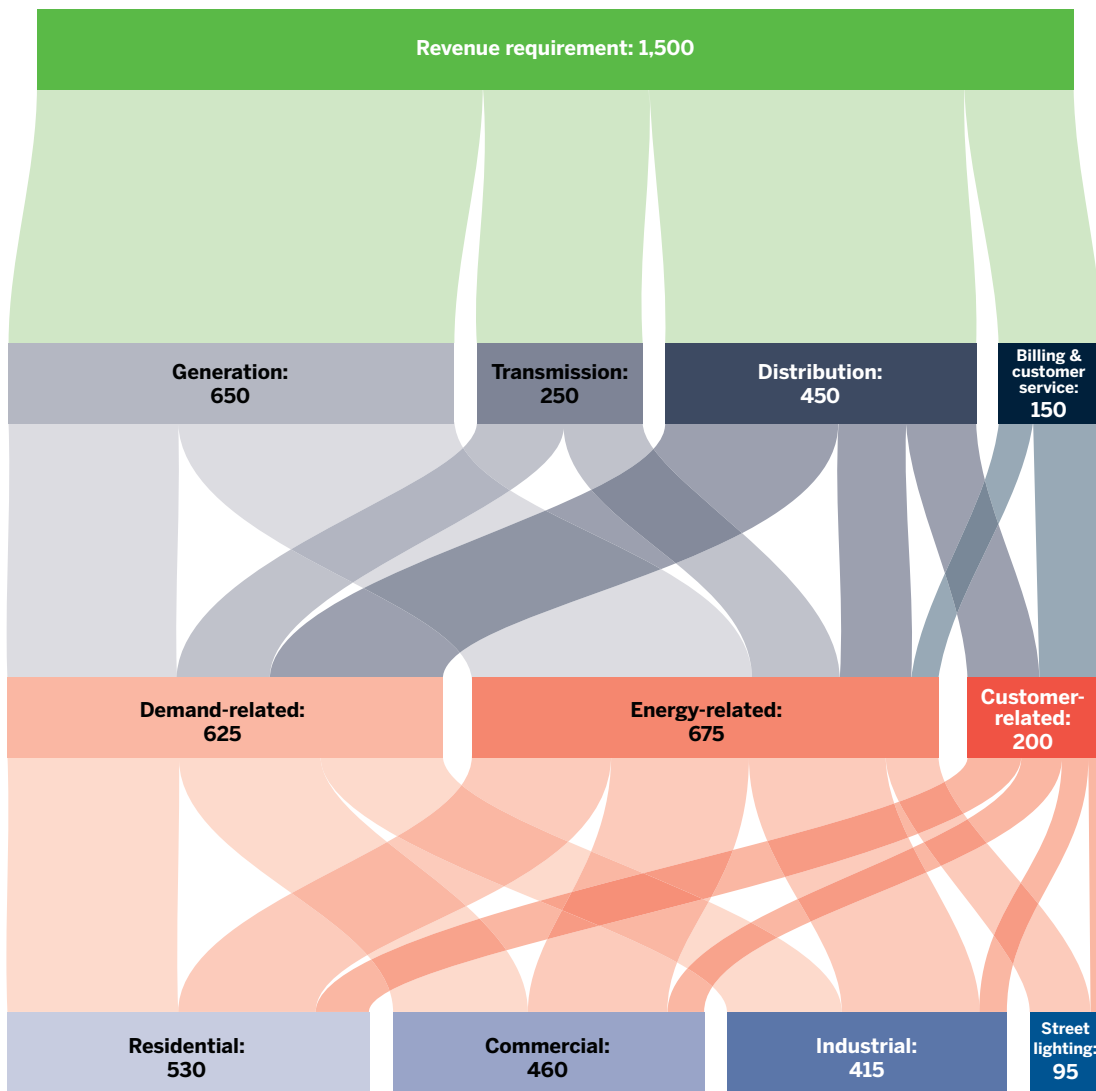 Revenue requirement: 1,500
Generation:
650
Transmission:
250
Distribution:
450
Billing &
customer
service:
150
Demand-related:
625
Energy-related:
675
Customer-
related:
200
Residential:
530
Commercial:
460
Industrial:
415
Street
lighting:
95